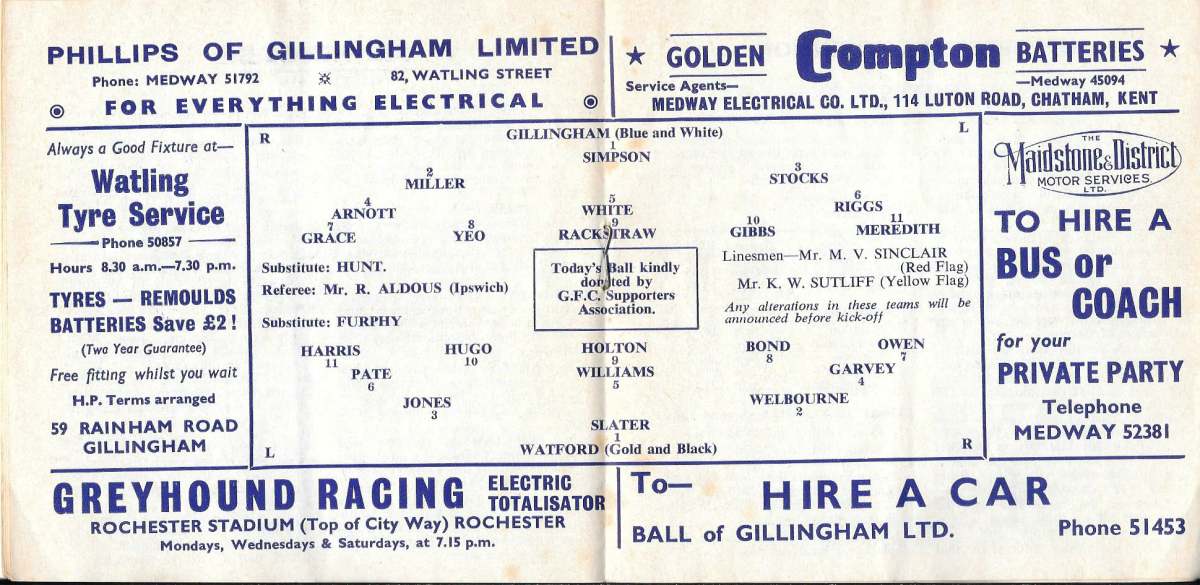 PHILLIPS OF GILLINGHAM LIMITED
Phone: MEDWAY 51792 82, WATLING STREET
FOR EVERYTHING ELECTRICAL
GOLDEN Crompton BATTERIES
Service Agents— —Medway 45094
MEDWAY ELECTRICAL CO. LTD., 114 LUTON ROAD, CHATHAM, KENT
Always a Good Fixture at—
Watling
Tyre Service
Phone 50857
Hours 8.30 a.m.—7.30 p.m.
TYRES — REMOULDS
BATTERIES Save £2!
(Two Year Guarantee)
Free fitting whilst you wait
H.P. Terms arranged
59 RAINHAM ROAD
GILLINGHAM
R GILLINGHAM (Blue and White) L
1
SIMPSON
2 3
MILLER STOCKS
4 5 6
ARNOTT WHITE RIGGS
7 8 9 10 11
GRACE YEO RACKSTRAW GIBBS MEREDITH
Substitute: HUNT.
Referee: Mr. R. ALDOUS (Ipswich)
Substitute: FURPHY
Today's Ball kindly
donated by
G.F.C. Supporters
Association.
Linesmen—Mr. M. V. SINCLAIR
(Red Flag)
Mr. K. W. SUTLIFF (Yellow Flag)
Any alterations in these teams will be
announced before kick-off
HARRIS HUGO HOLTON BOND OWEN
11 10 9 8 7
PATE WILLIAMS GARVEY
6 5 4
JONES WELBOURNE
3 2
SLATER
1
L WATFORD (Gold and Black) R
THE
Maidstone & District
MOTOR SERVICES
LTD.
TO HIRE A
BUS or
COACH
for your
PRIVATE PARTY
Telephone
MEDWAY 52381
GREYHOUND RACING ELECTRIC
TOTALISATOR
ROCHESTER STADIUM (Top of City Way) ROCHESTER
Mondays, Wednesdays & Saturdays, at 7.15 p.m.
To—
HIRE A CAR
BALL of GILLINGHAM LTD. Phone 51453